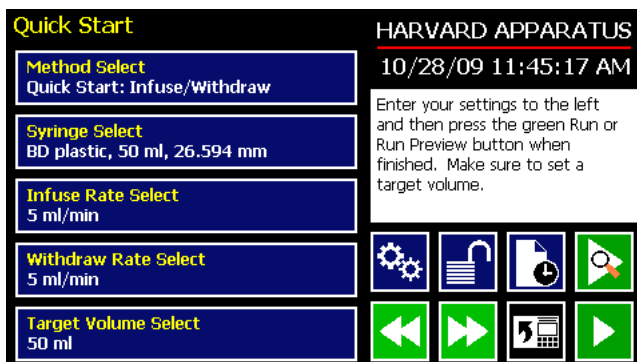 Quick Start
Method Select
Quick Start: Infuse/Withdraw
Syringe Select
BD plastic, 50 ml, 26.594 mm
Infuse Rate Select
5 ml/min
Withdraw Rate Select
5 ml/min
Target Volume Select
50 ml
HARVARD APPARATUS
10/28/09 11:45:17 AM
Enter your settings to the left
and then press the green Run or
Run Preview button when
finished. Make sure to set a
target volume.